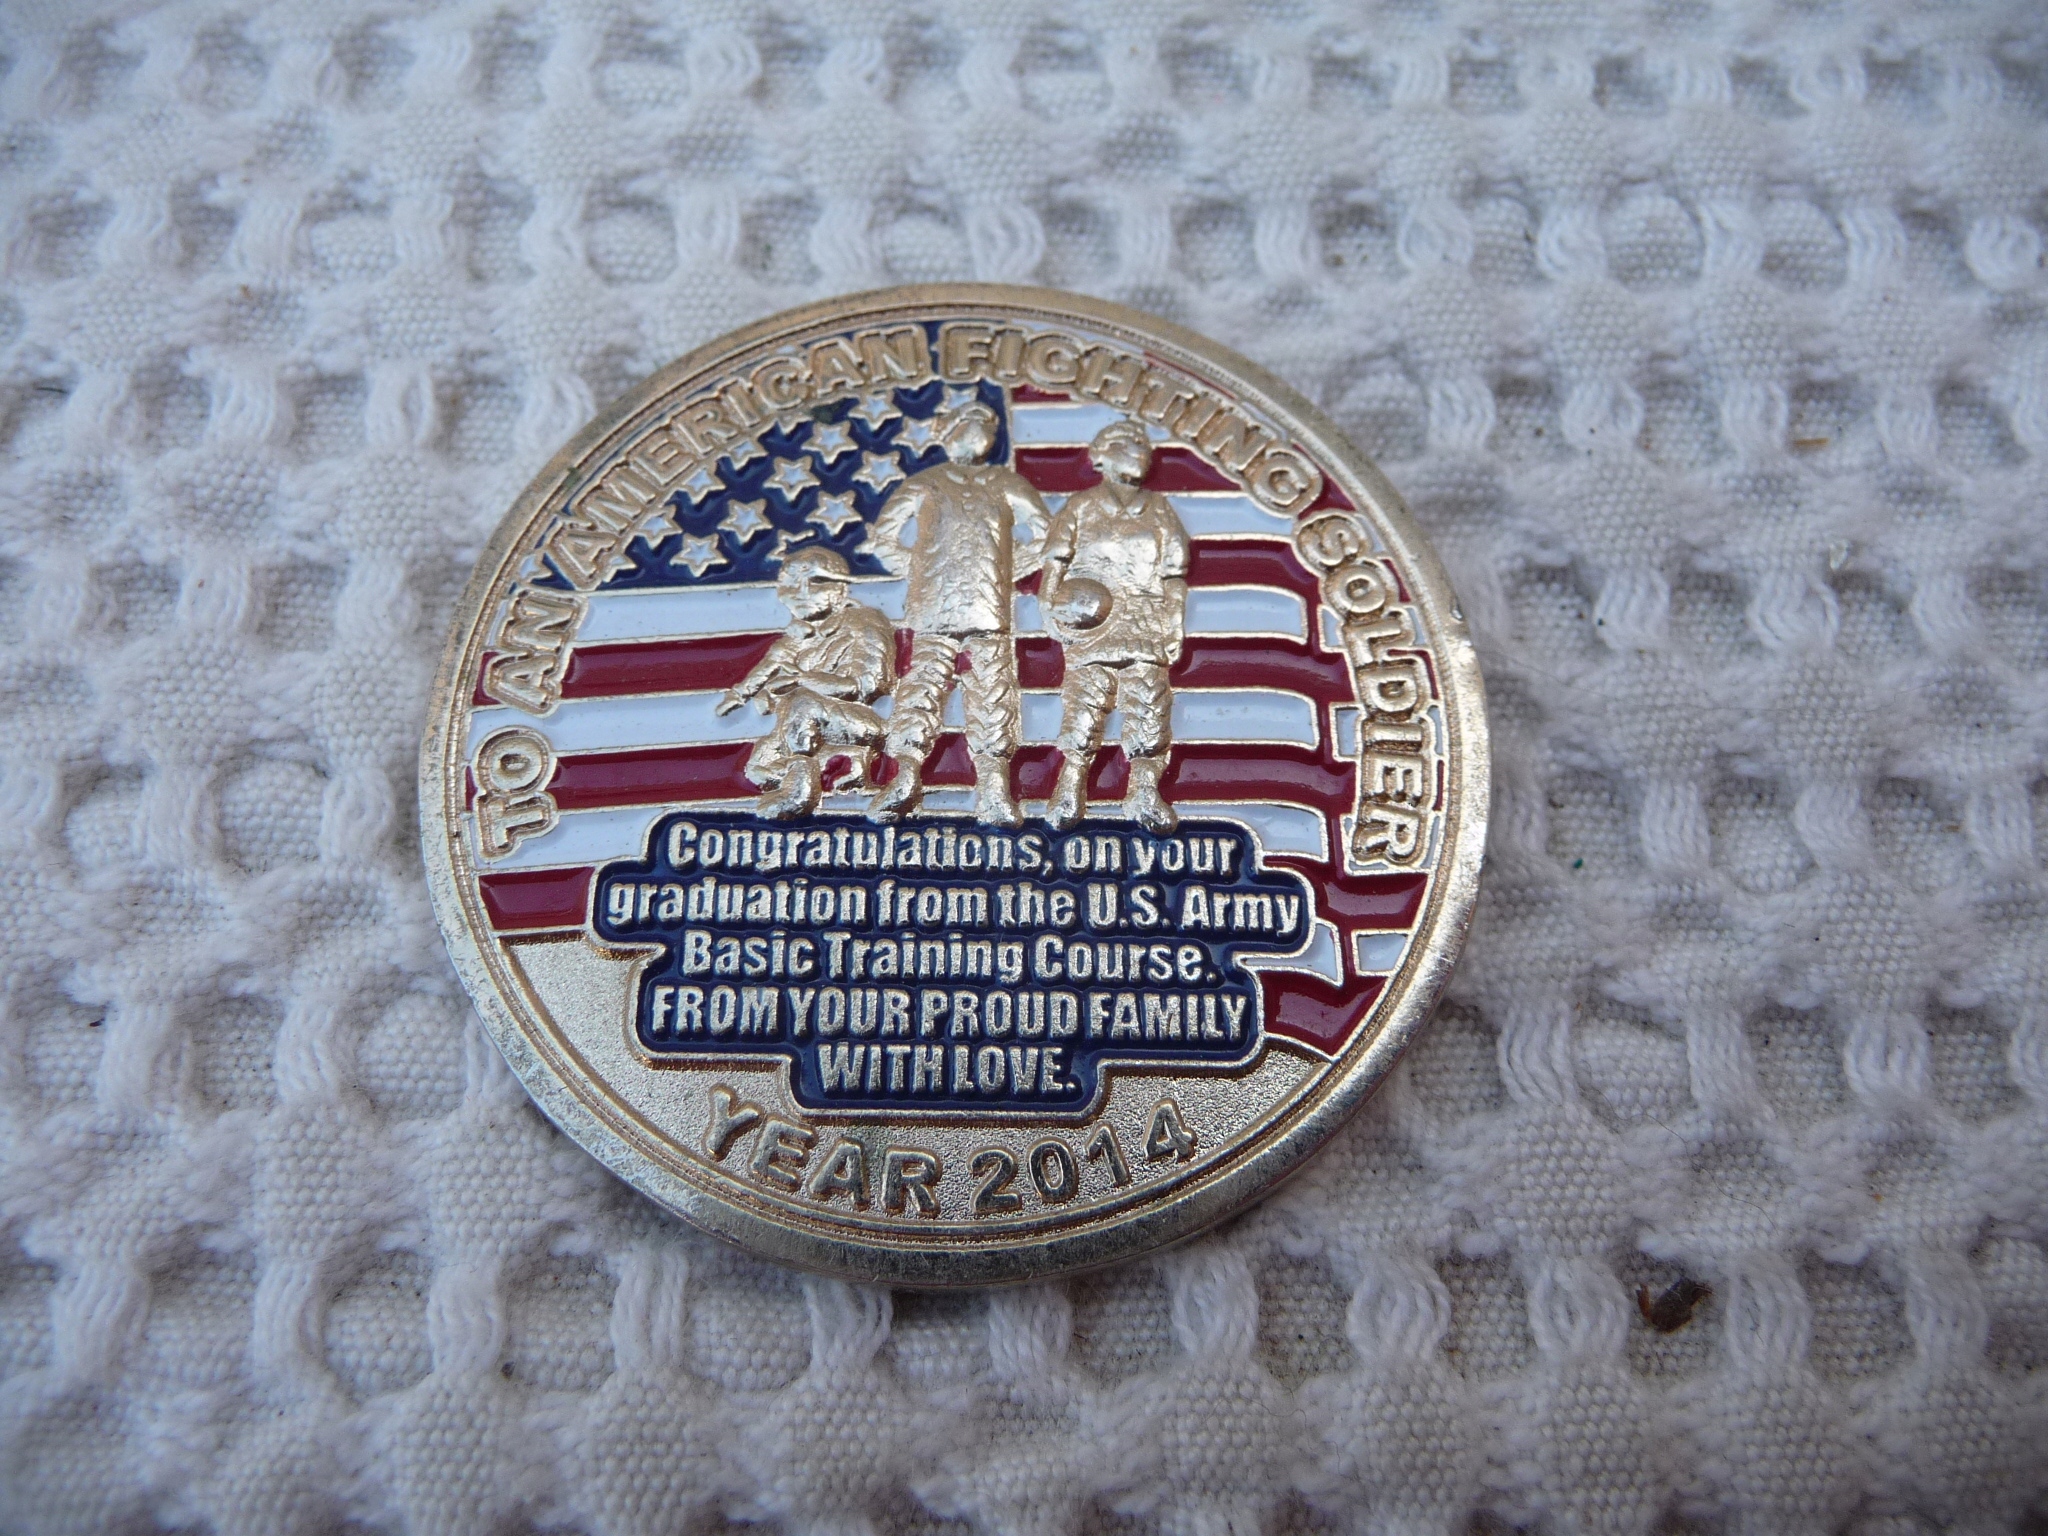 TO AN AMERICAN FIGHTING SOLDIER
Congratulations, on your
graduation from the U.S. Army
Basic Training Course.
FROM YOUR PROUD FAMILY
WITH LOVE.
YEAR 2014